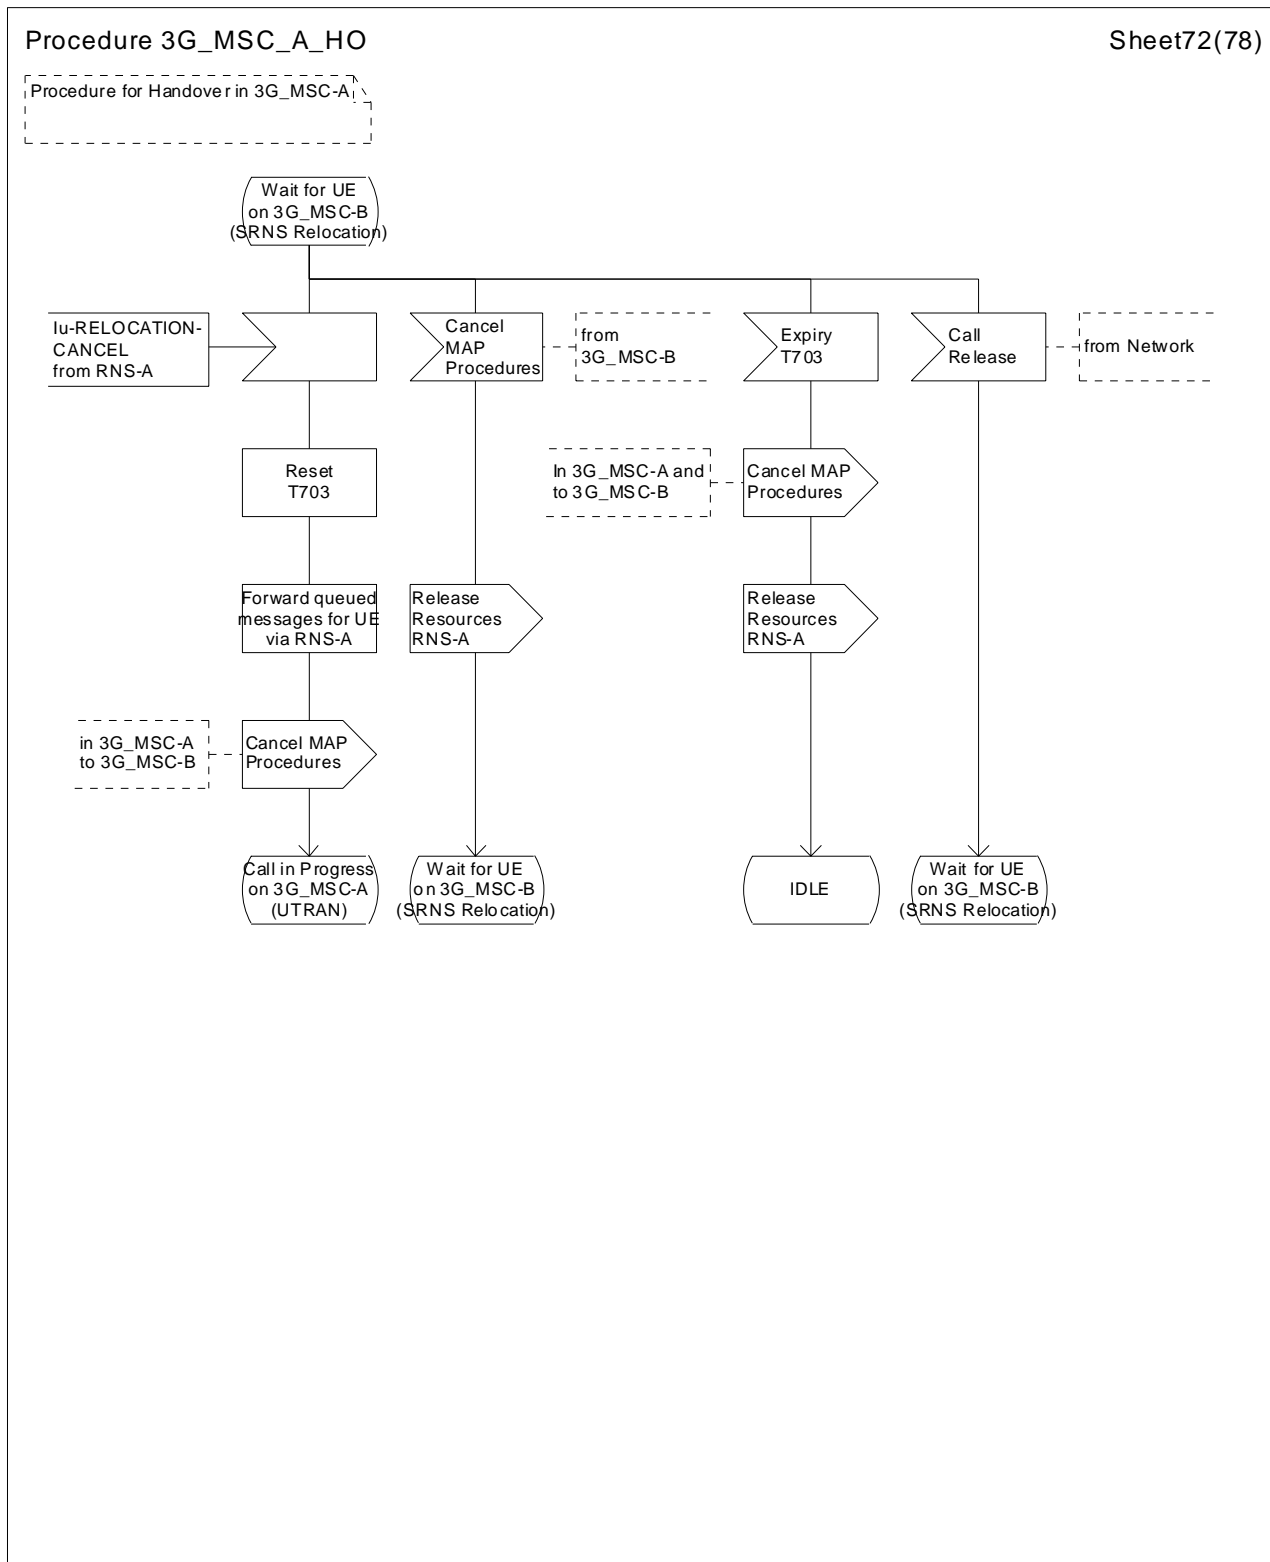 Procedure 3G_MSC_A_HO
Sheet72(78)
Procedure for Handover in 3G_MSC-A
Wait for UE
on 3G_MSC-B
(SRNS Relocation)
Iu-RELOCATION-
CANCEL
from RNS-A
Cancel
MAP
Procedures
from
3G_MSC-B
Expiry
T703
Call
Release
from Network
Reset
T703
In 3G_MSC-A and
to 3G_MSC-B
Cancel MAP
Procedures
Forward queued
messages for UE
via RNS-A
Release
Resources
RNS-A
Release
Resources
RNS-A
in 3G_MSC-A
to 3G_MSC-B
Cancel MAP
Procedures
Call in Progress
on 3G_MSC-A
(UTRAN)
Wait for UE
on 3G_MSC-B
(SRNS Relocation)
IDLE
Wait for UE
on 3G_MSC-B
(SRNS Relocation)